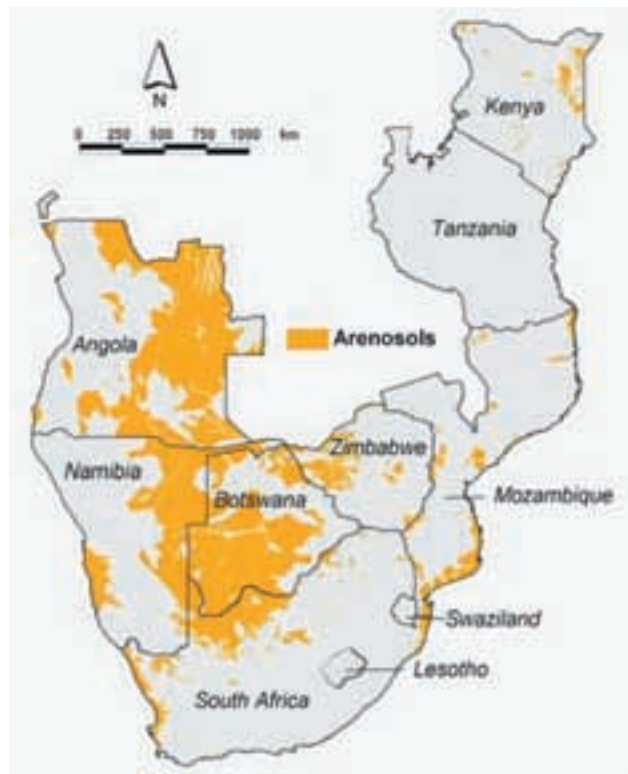 Kenya
N
0 250 500 750 1000 km
Tanzania
Arenosols
Angola
Zimbabwe
Namibia
Botswana
Mozambique
Swaziland
Lesotho
South Africa